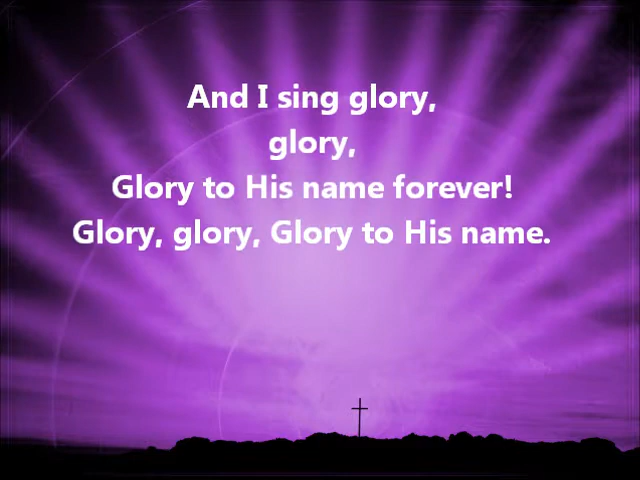 And I sing glory,
glory,
Glory to His name forever!
Glory, glory, Glory to His name.